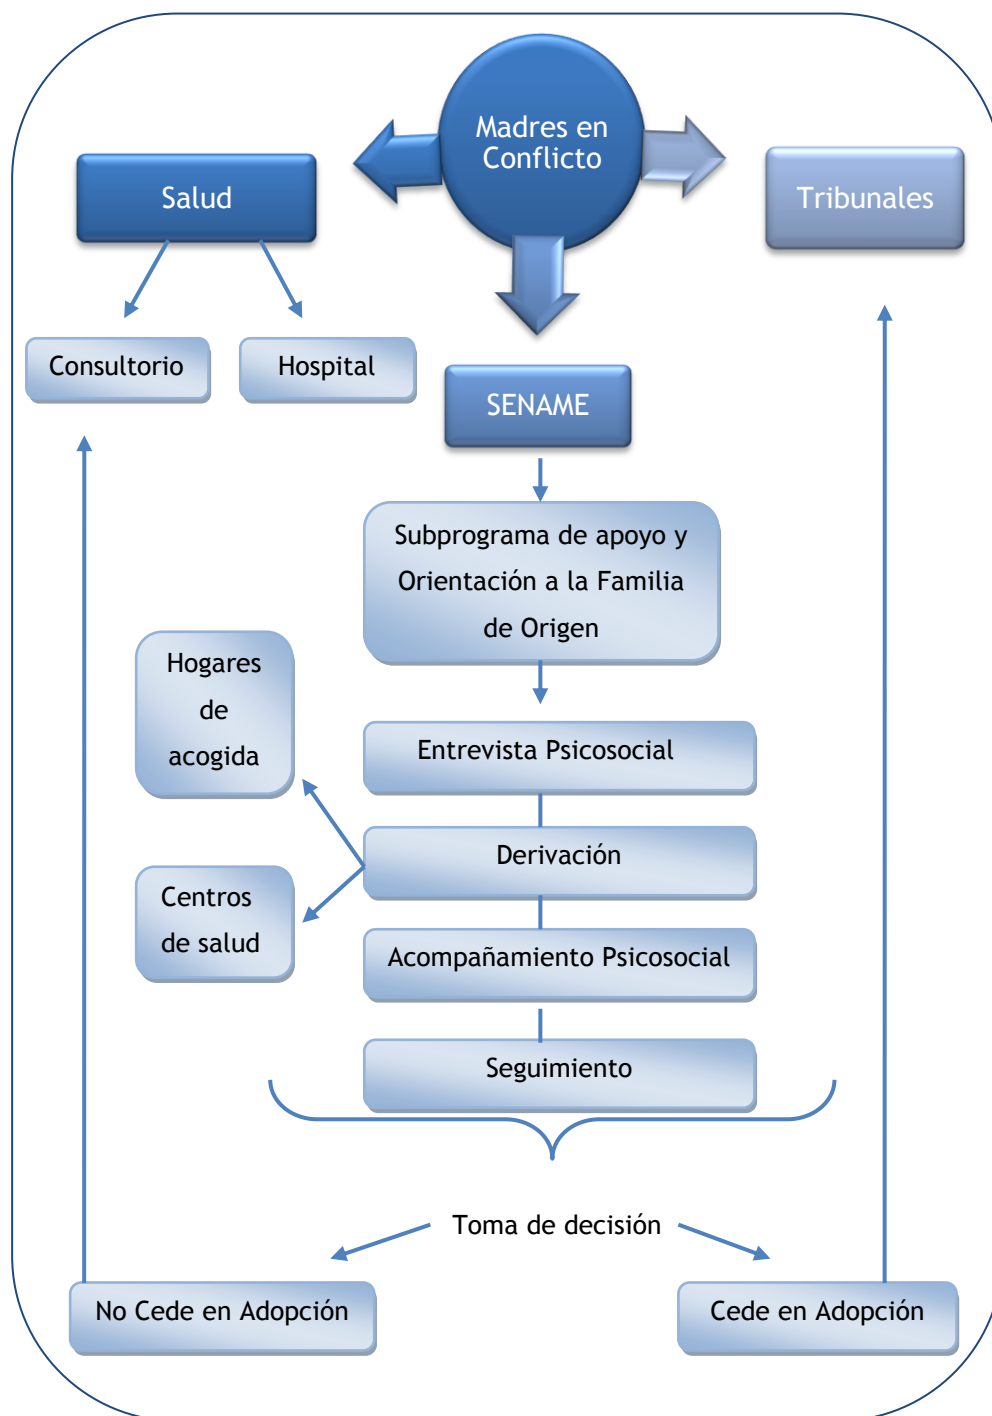 Madres en
Conflicto
Salud
Tribunales
Consultorio
Hospital
SENAME
Subprograma de apoyo y
Orientación a la Familia
de Origen
Hogares
de
acogida
Entrevista Psicosocial
Derivación
Centros
de salud
Acompañamiento Psicosocial
Seguimiento
Toma de decisión
No Cede en Adopción
Cede en Adopción